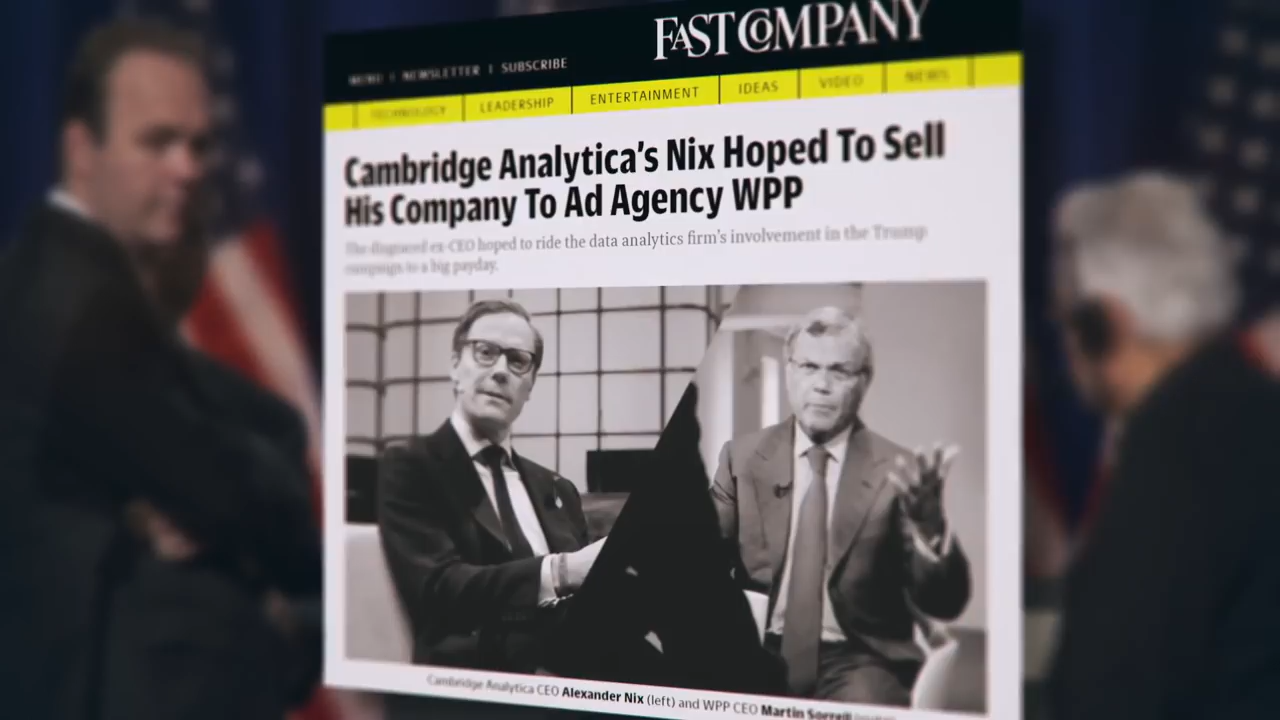 FAST COMPANY
MENU | NEWSLETTER | SUBSCRIBE
TECHNOLOGY LEADERSHIP ENTERTAINMENT IDEAS VIDEO NEWS
Cambridge Analytica's Nix Hoped To Sell
His Company To Ad Agency WPP
The disgraced ex-CEO hoped to ride the data analytics firm's involvement in the Trump
campaign to a big payday.
Cambridge Analytica CEO Alexander Nix (left) and WPP CEO Martin Sorrell